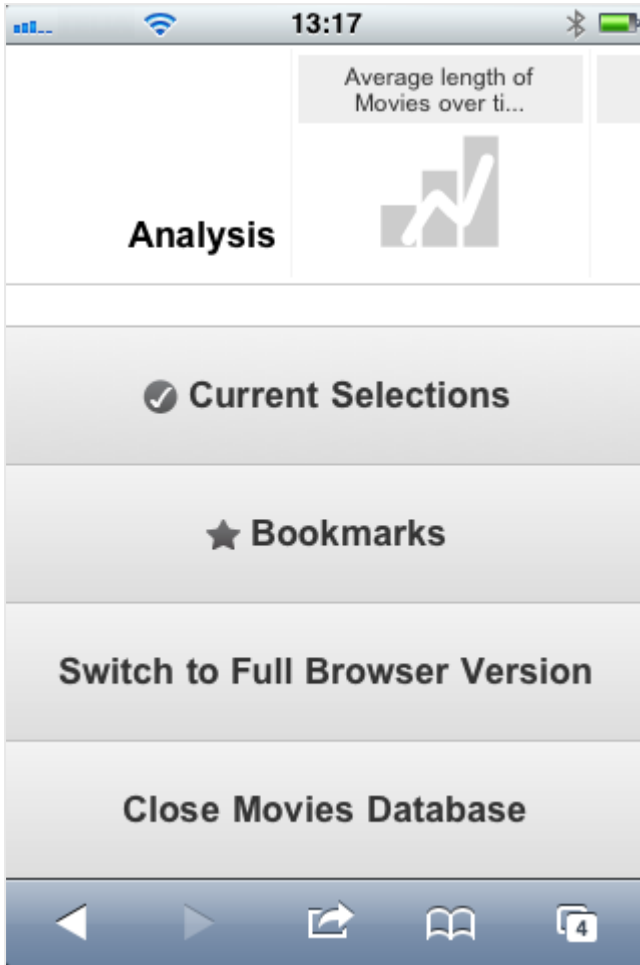 13:17
Average length of
Movies over ti...
Analysis
Current Selections
Bookmarks
Switch to Full Browser Version
Close Movies Database
4